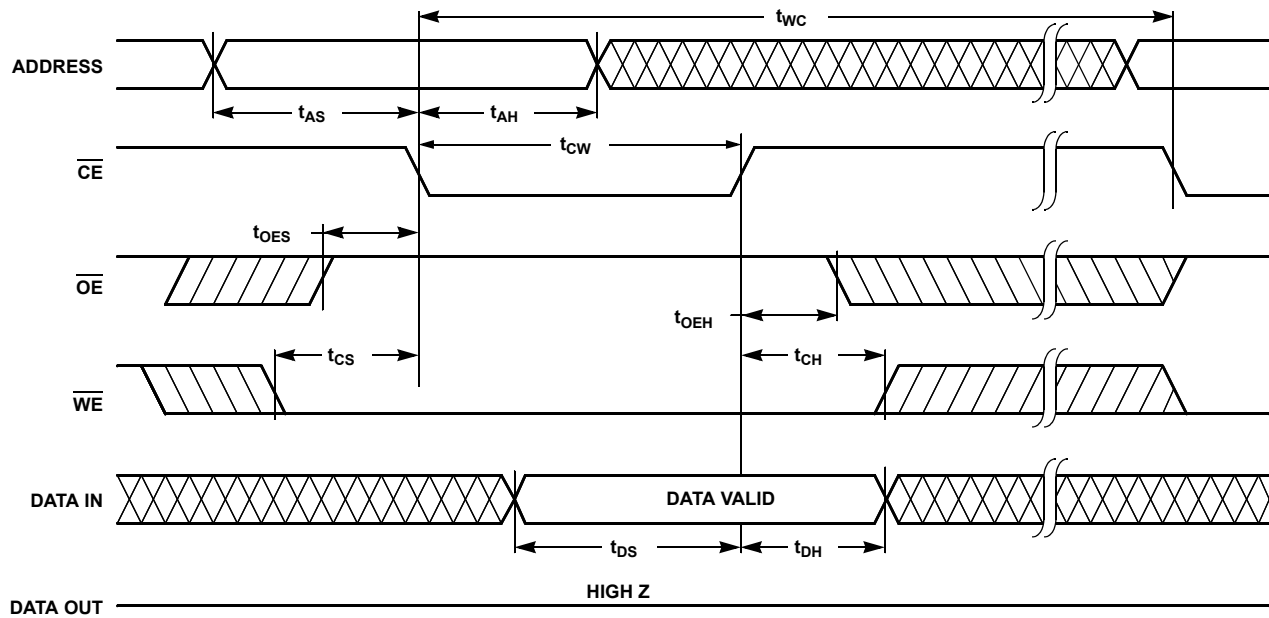 tWC
ADDRESS
tAS
tAH
tCW
CE
tOES
OE
tOEH
tCS
tCH
WE
DATA IN
DATA VALID
tDS
tDH
HIGH Z
DATA OUT